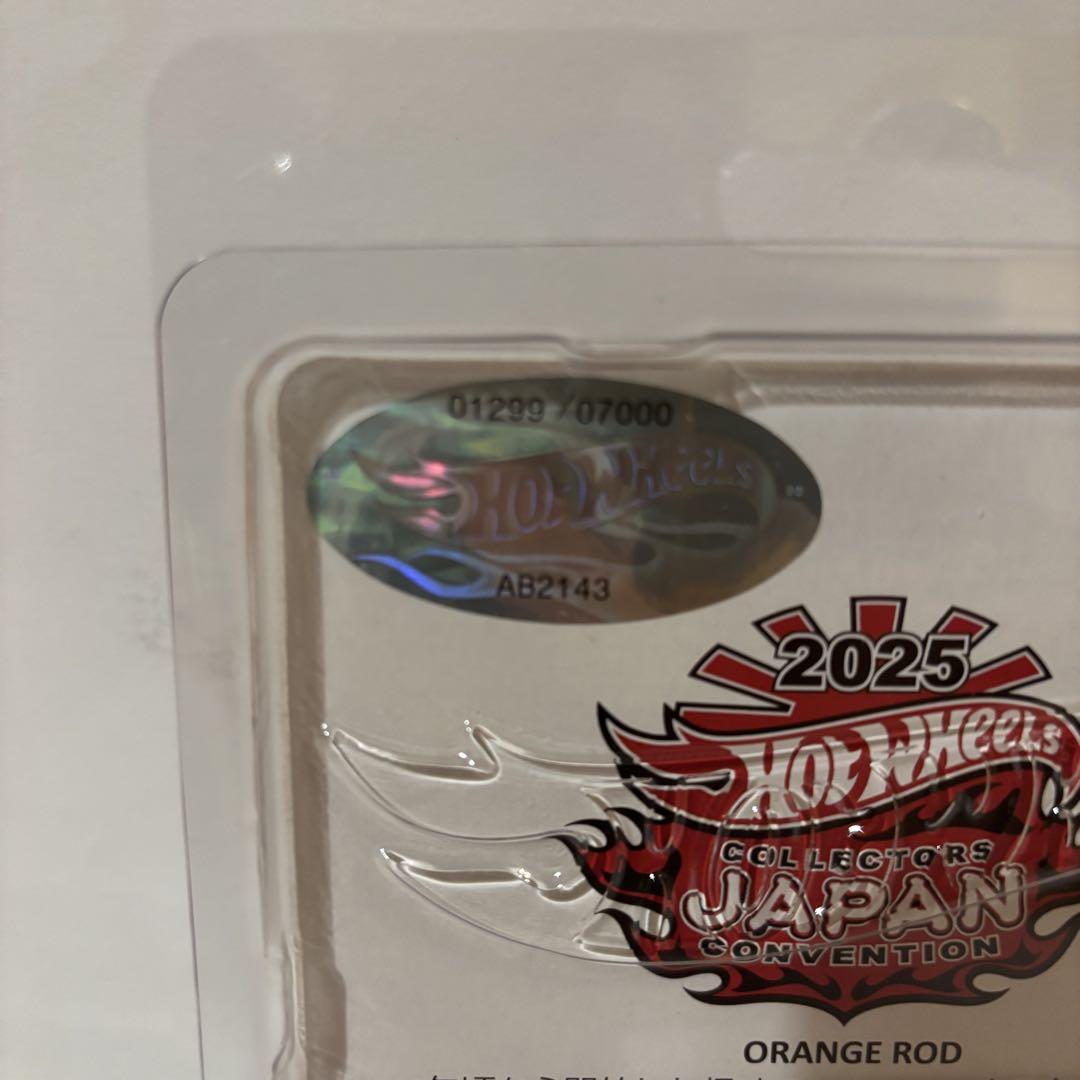 01299/07000
Hot Wheels
AB2143
2025
Hot Wheels
COLLECTORS
JAPAN
CONVENTION
ORANGE ROD